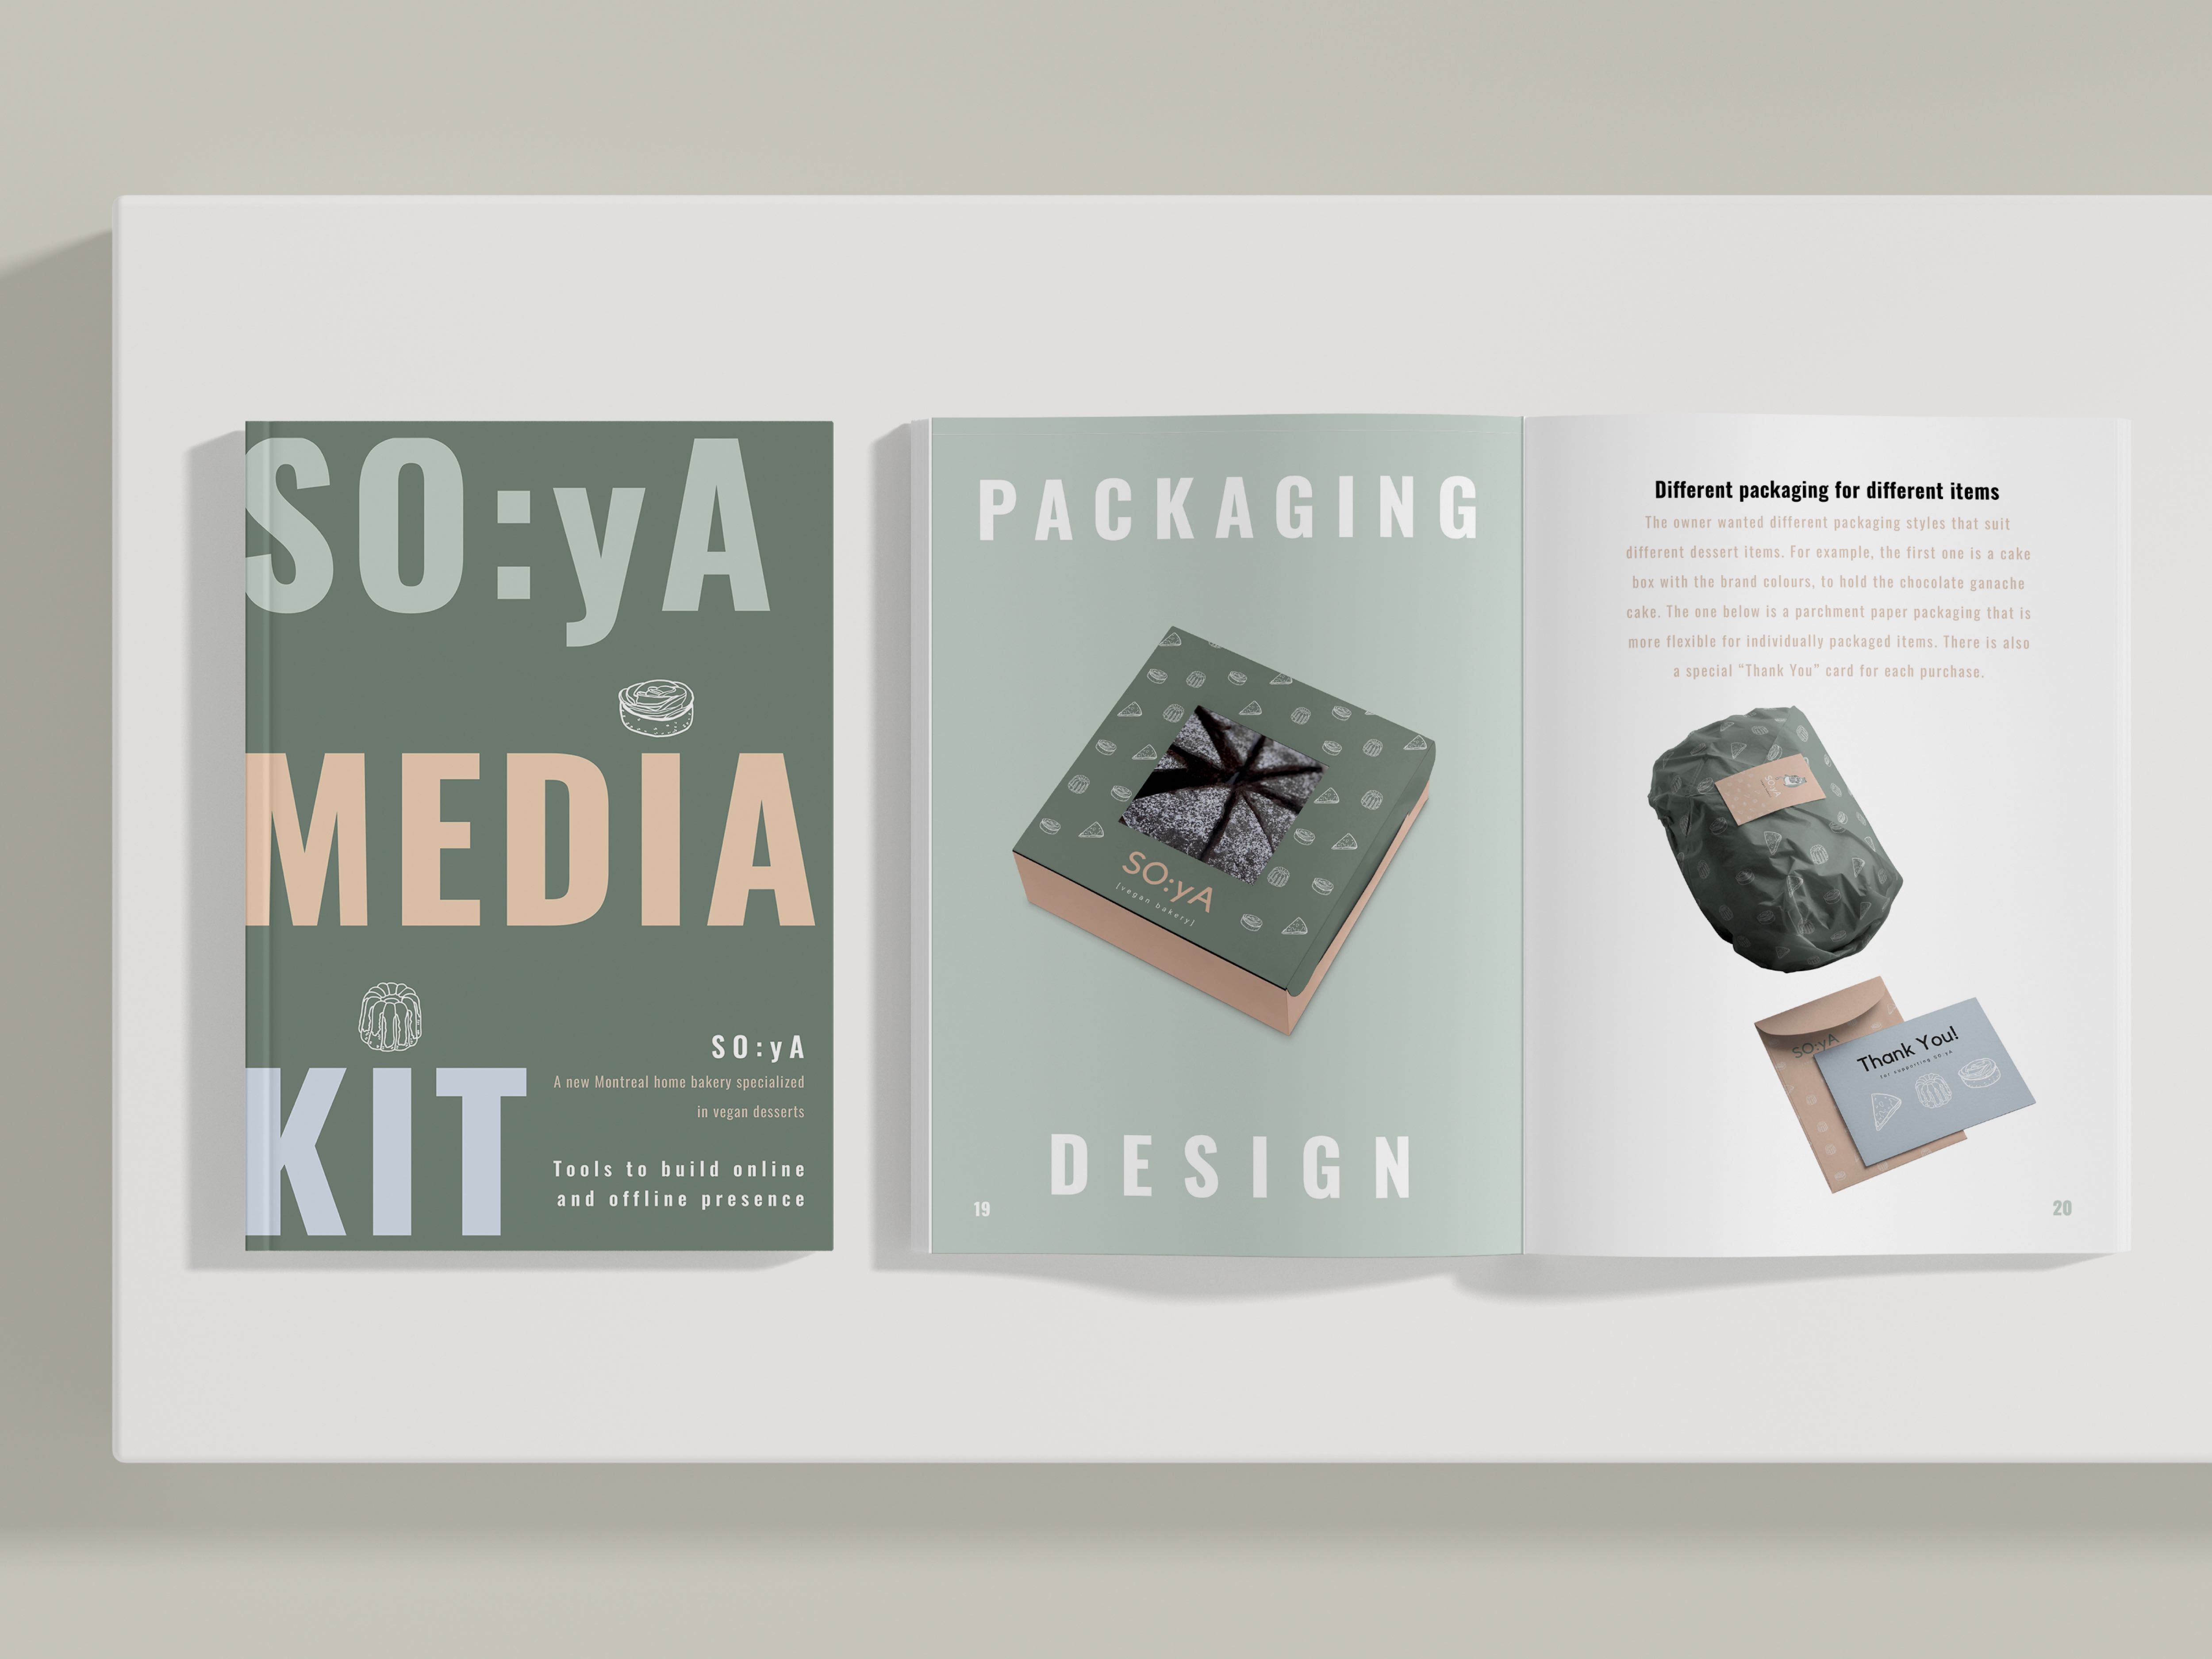 SO:yA
MEDIA
KIT
SO:yA
A new Montreal home bakery specialized
in vegan desserts
Tools to build online
and offline presence
PACKAGING
SO:yA
[vegan bakery]
DESIGN
19
Different packaging for different items
The owner wanted different packaging styles that suit
different dessert items. For example, the first one is a cake
box with the brand colours, to hold the chocolate ganache
cake. The one below is a parchment paper packaging that is
more flexible for individually packaged items. There is also
a special “Thank You” card for each purchase.
SO:yA
SO:yA
Thank You!
for supporting SO:yA
20